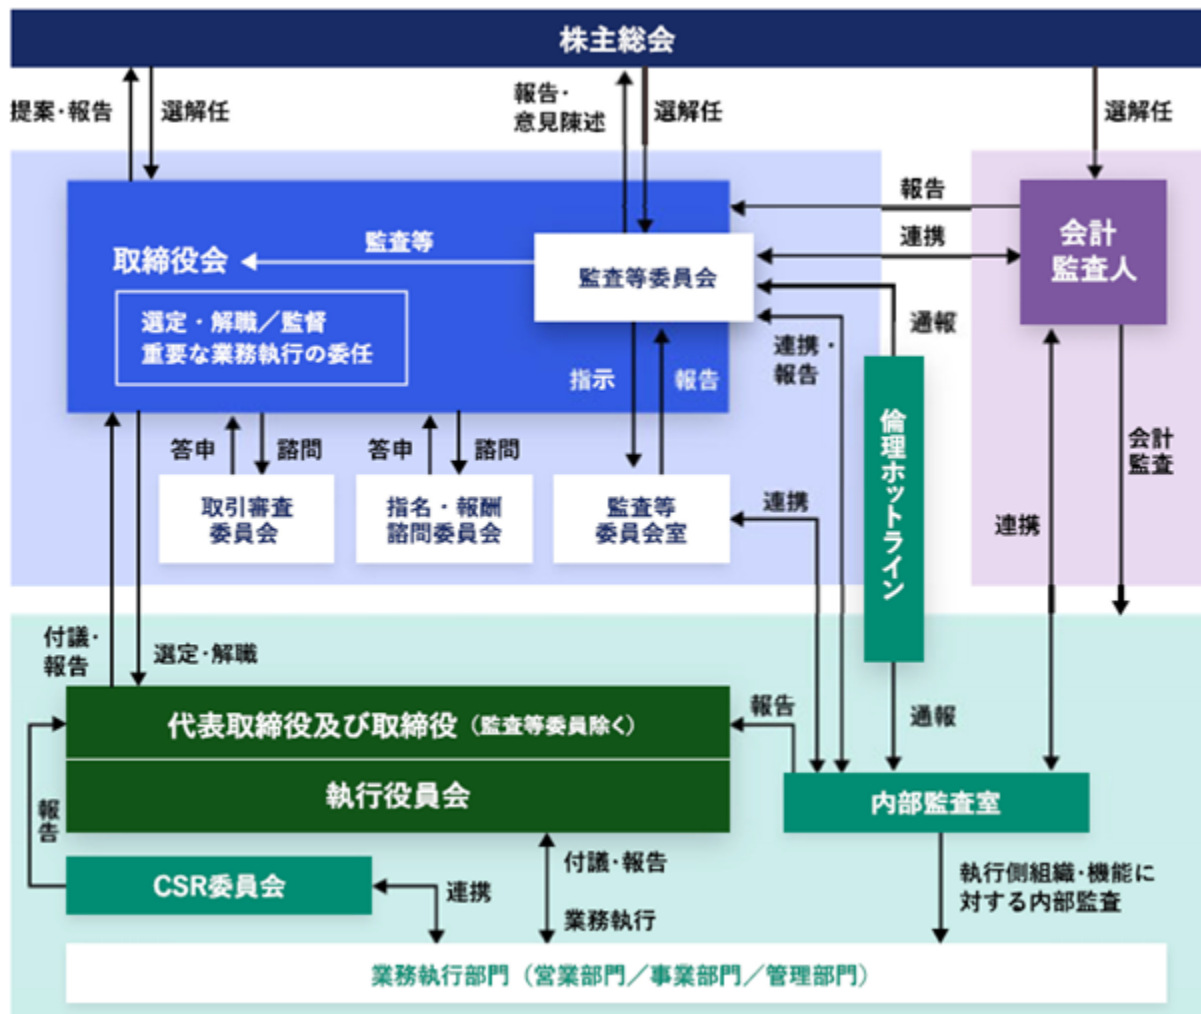 株主総会
提案・報告
選解任
報告・
意見陳述
選解任
選解任
報告
連携
会計
監査人
取締役会
監査等
監査等委員会
選定・解職／監督
重要な業務執行の委任
通報
連携・
報告
指示
報告
倫理ホットライン
答申
諮問
答申
諮問
会計
監査
取引審査
委員会
指名・報酬
諮問委員会
監査等
委員会室
連携
連携
付議・
報告
選定・解職
代表取締役及び取締役（監査等委員除く）
報告
通報
執行役員会
内部監査室
報告
CSR委員会
連携
付議・報告
業務執行
執行側組織・機能に
対する内部監査
業務執行部門（営業部門／事業部門／管理部門）